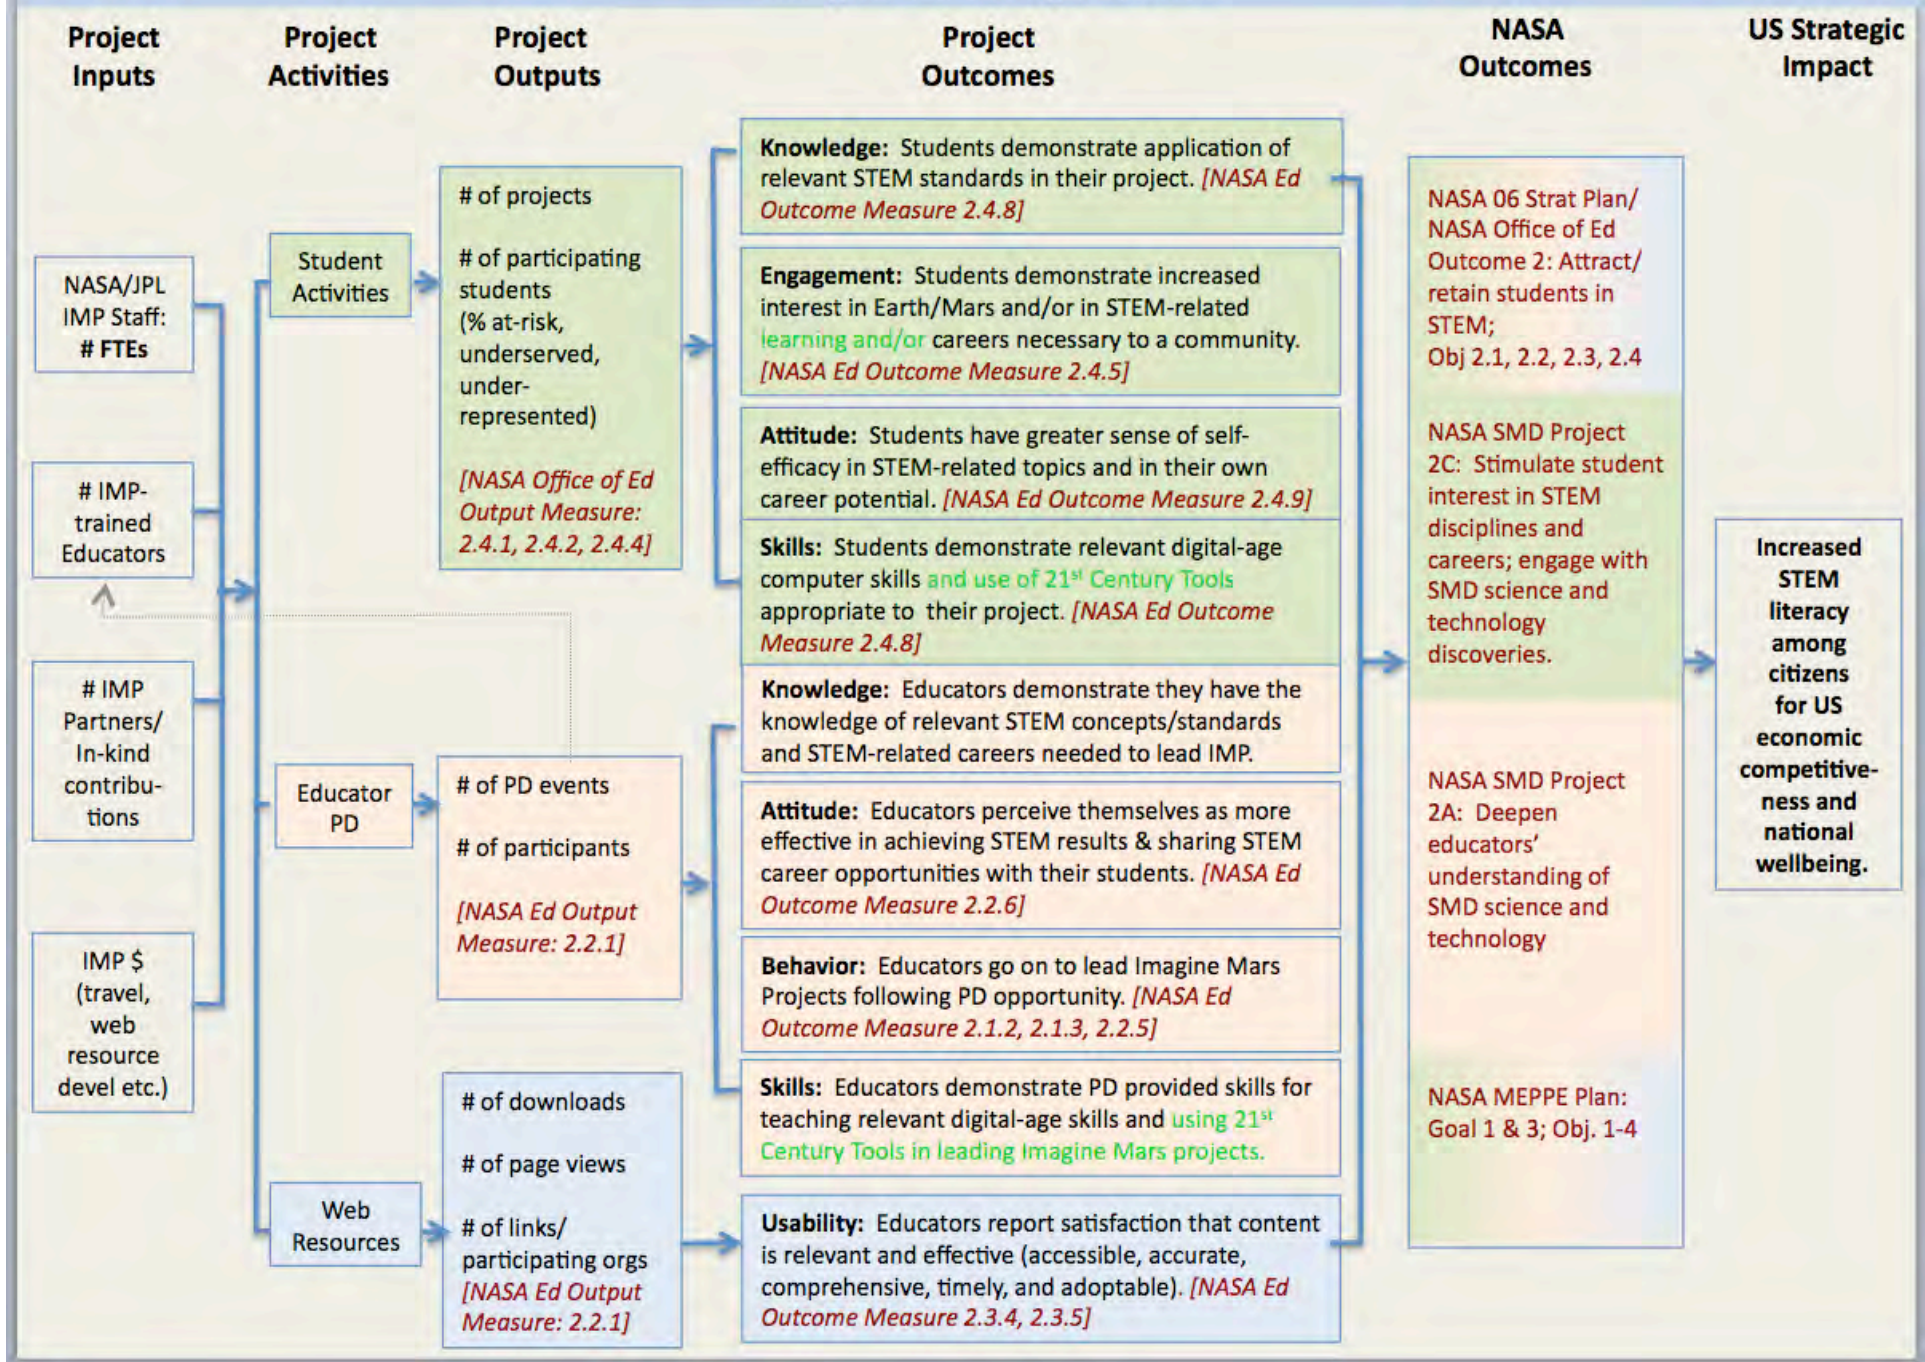 Project
Inputs
Project
Activities
Project
Outputs
Project
Outcomes
NASA
Outcomes
US Strategic
Impact
NASA/JPL
IMP Staff:
# FTEs
# IMP-
trained
Educators
# IMP
Partners/
In-kind
contribu-
tions
IMP $
(travel,
web
resource
devel etc.)
Student
Activities
Educator
PD
Web
Resources
# of projects
# of participating
students
(% at-risk,
underserved,
under-
represented)
[NASA Office of Ed
Output Measure:
2.4.1, 2.4.2, 2.4.4]
# of PD events
# of participants
[NASA Ed Output
Measure: 2.2.1]
# of downloads
# of page views
# of links/
participating orgs
[NASA Ed Output
Measure: 2.2.1]
Knowledge: Students demonstrate application of
relevant STEM standards in their project. [NASA Ed
Outcome Measure 2.4.8]
Engagement: Students demonstrate increased
interest in Earth/Mars and/or in STEM-related
learning and/or careers necessary to a community.
[NASA Ed Outcome Measure 2.4.5]
Attitude: Students have greater sense of self-
efficacy in STEM-related topics and in their own
career potential. [NASA Ed Outcome Measure 2.4.9]
Skills: Students demonstrate relevant digital-age
computer skills and use of 21st Century Tools
appropriate to their project. [NASA Ed Outcome
Measure 2.4.8]
Knowledge: Educators demonstrate they have the
knowledge of relevant STEM concepts/standards
and STEM-related careers needed to lead IMP.
Attitude: Educators perceive themselves as more
effective in achieving STEM results & sharing STEM
career opportunities with their students. [NASA Ed
Outcome Measure 2.2.6]
Behavior: Educators go on to lead Imagine Mars
Projects following PD opportunity. [NASA Ed
Outcome Measure 2.1.2, 2.1.3, 2.2.5]
Skills: Educators demonstrate PD provided skills for
teaching relevant digital-age skills and using 21st
Century Tools in leading Imagine Mars projects.
Usability: Educators report satisfaction that content
is relevant and effective (accessible, accurate,
comprehensive, timely, and adoptable). [NASA Ed
Outcome Measure 2.3.4, 2.3.5]
NASA 06 Strat Plan/
NASA Office of Ed
Outcome 2: Attract/
retain students in
STEM;
Obj 2.1, 2.2, 2.3, 2.4
NASA SMD Project
2C: Stimulate student
interest in STEM
disciplines and
careers; engage with
SMD science and
technology
discoveries.
NASA SMD Project
2A: Deepen
educators'
understanding of
SMD science and
technology
NASA MEPPE Plan:
Goal 1 & 3; Obj. 1-4
Increased
STEM
literacy
among
citizens
for US
economic
competitive-
ness and
national
wellbeing.